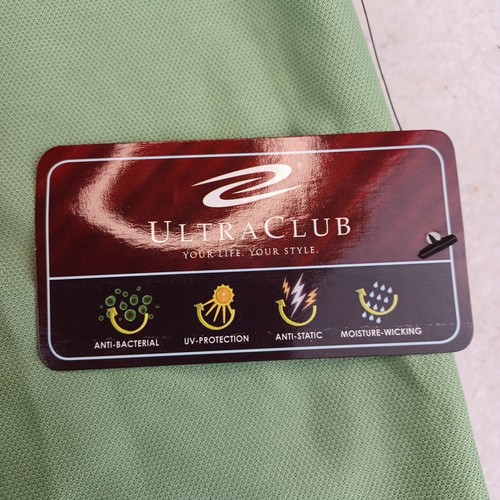 ULTRACLUB
YOUR LIFE. YOUR STYLE.
ANTI-BACTERIAL
UV-PROTECTION
ANTI-STATIC
MOISTURE-WICKING